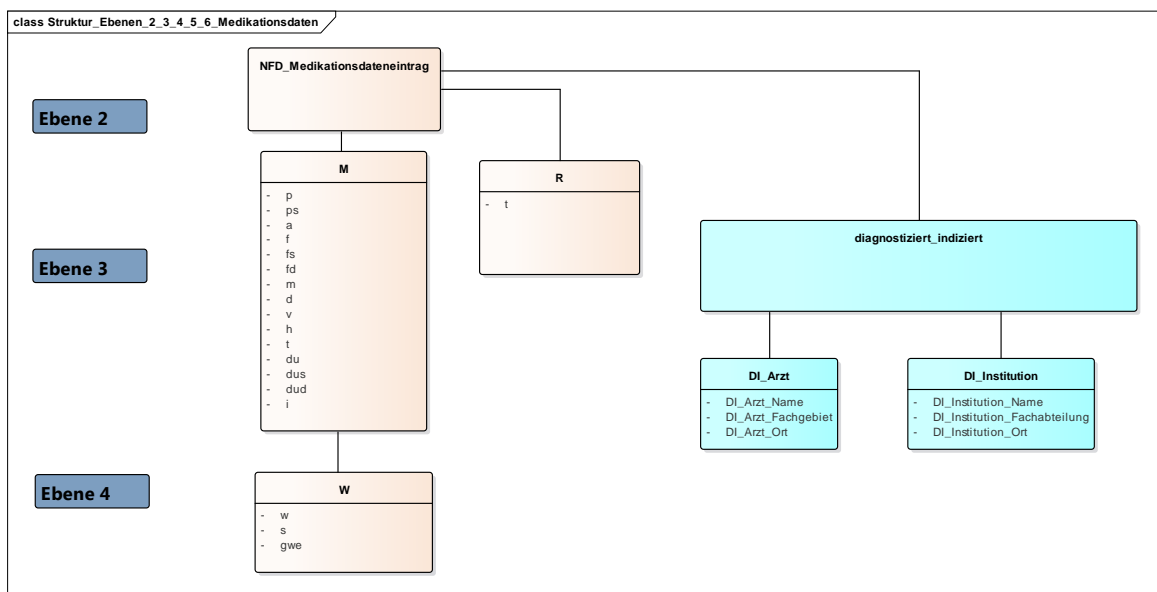 class Struktur_Ebenen_2_3_4_5_6_Medikationsdaten
NFD_Medikationsdateneintrag
Ebene 2
M
- p
- ps
- a
- f
- fs
- fd
- m
- d
- v
- h
- t
- du
- dus
- dud
- i
R
- t
Ebene 3
diagnostiziert_indiziert
DI_Arzt
- DI_Arzt_Name
- DI_Arzt_Fachgebiet
- DI_Arzt_Ort
DI_Institution
- DI_Institution_Name
- DI_Institution_Fachabteilung
- DI_Institution_Ort
Ebene 4
W
- w
- s
- gwe